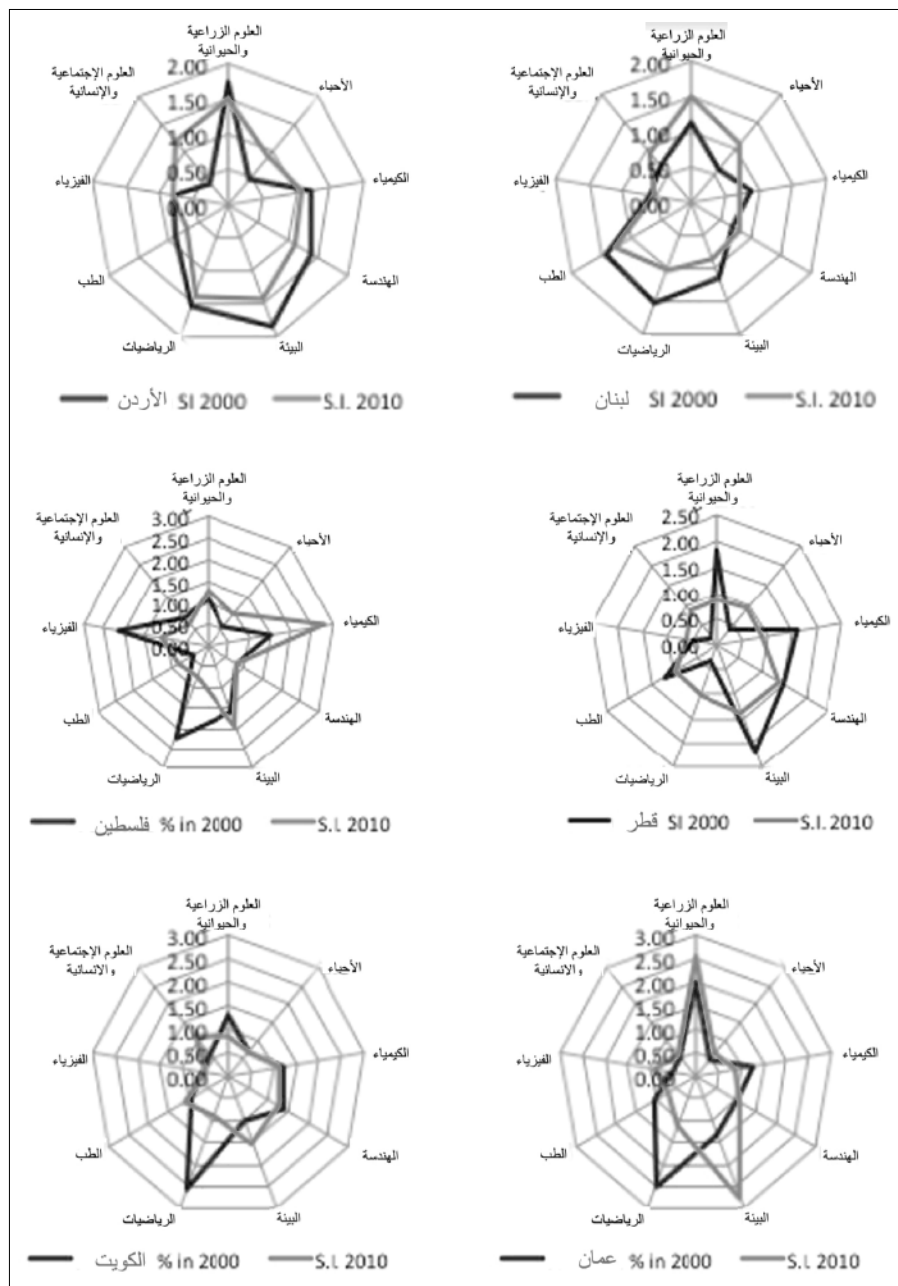 العلوم الزراعية
والحيوانية
الأحياء
الكيمياء
الهندسة
البيئة
الرياضيات
الطب
الفيزياء
العلوم الإجتماعية
والإنسانية
2.00
1.50
1.00
0.50
0.00
الأردن SI 2000
S.I. 2010
العلوم الزراعية
والحيوانية
الأحياء
الكيمياء
الهندسة
البيئة
الرياضيات
الطب
الفيزياء
العلوم الإجتماعية
والإنسانية
2.00
1.50
1.00
0.50
0.00
لبنان SI 2000
S.I. 2010
العلوم الزراعية
والحيوانية
الأحياء
الكيمياء
الهندسة
البيئة
الرياضيات
الطب
الفيزياء
العلوم الإجتماعية
والإنسانية
3.00
2.50
2.00
1.50
1.00
0.50
0.00
فلسطين % in 2000
S.I. 2010
العلوم الزراعية
والحيوانية
الأحياء
الكيمياء
الهندسة
البيئة
الرياضيات
الطب
الفيزياء
العلوم الإجتماعية
والإنسانية
2.50
2.00
1.50
1.00
0.50
0.00
قطر SI 2000
S.I. 2010
العلوم الزراعية
والحيوانية
الأحياء
الكيمياء
الهندسة
البيئة
الرياضيات
الطب
الفيزياء
العلوم الإجتماعية
والانسانية
3.00
2.50
2.00
1.50
1.00
0.50
0.00
الكويت % in 2000
S.I. 2010
العلوم الزراعية
والحيوانية
الأحياء
الكيمياء
الهندسة
البيئة
الرياضيات
الطب
الفيزياء
العلوم الإجتماعية
والانسانية
3.00
2.50
2.00
1.50
1.00
0.50
0.00
عمان % in 2000
S.I. 2010